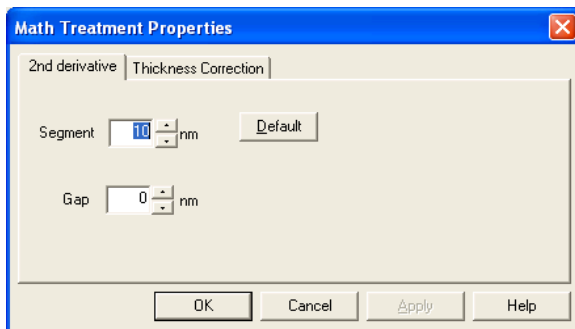 Math Treatment Properties
2nd derivative Thickness Correction
Segment 10 nm Default
Gap 0 nm
OK Cancel Apply Help